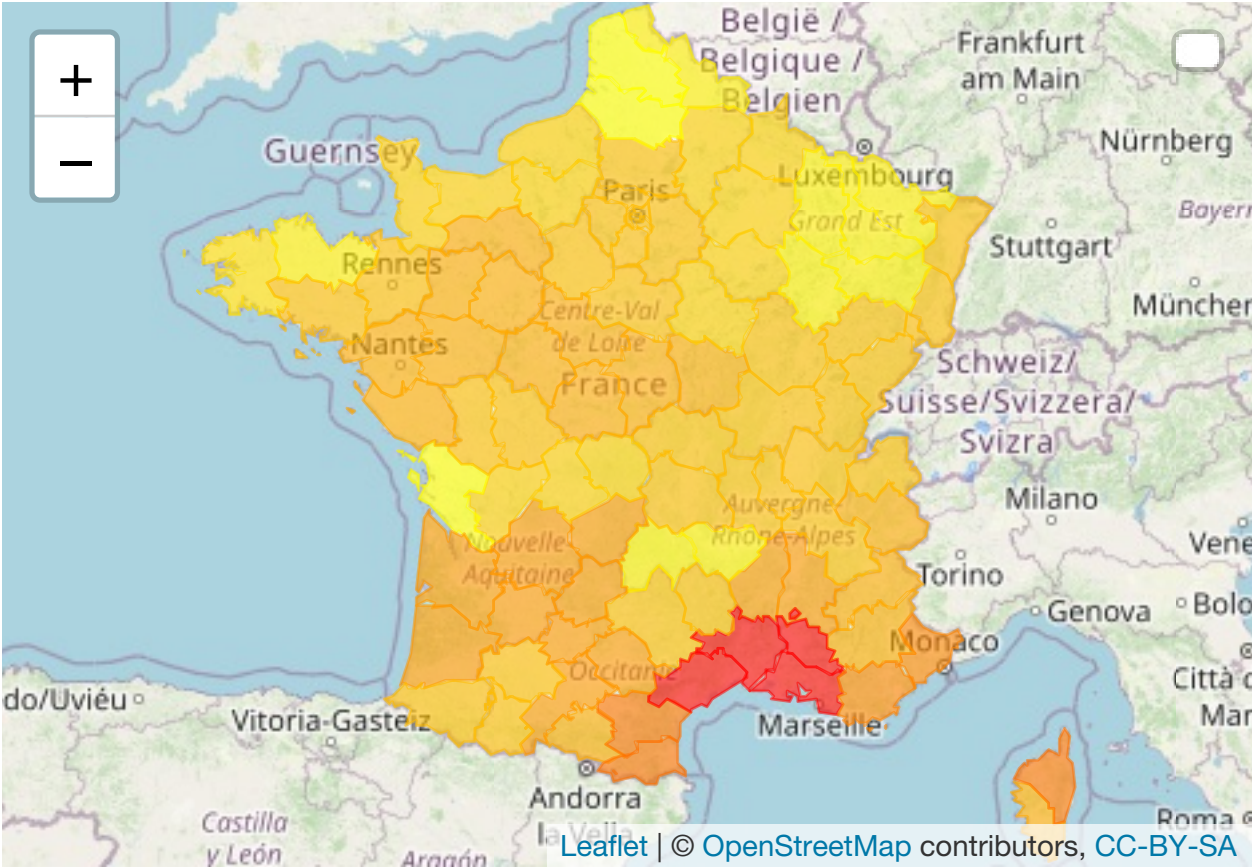 België /
Belgique /
Belgien
Frankfurt
am Main
+
−
Guernsey
Nürnberg
Luxembourg
Paris
Grand Est
Bayern
Stuttgart
Rennes
Centre-Val
de Loire
München
Nantes
France
Schweiz/
Suisse/Svizzera/
Svizra
Auvergne-
Rhône-Alpes
Milano
Nouvelle
Aquitaine
Torino
Genova
Monaco
Occitanie
do/Uviéu
Vitoria-Gasteiz
Marseille
Città d
Mar
Andorra
la Vella
Castilla
y León
Aragón
Roma
Leaflet | © OpenStreetMap contributors, CC-BY-SA